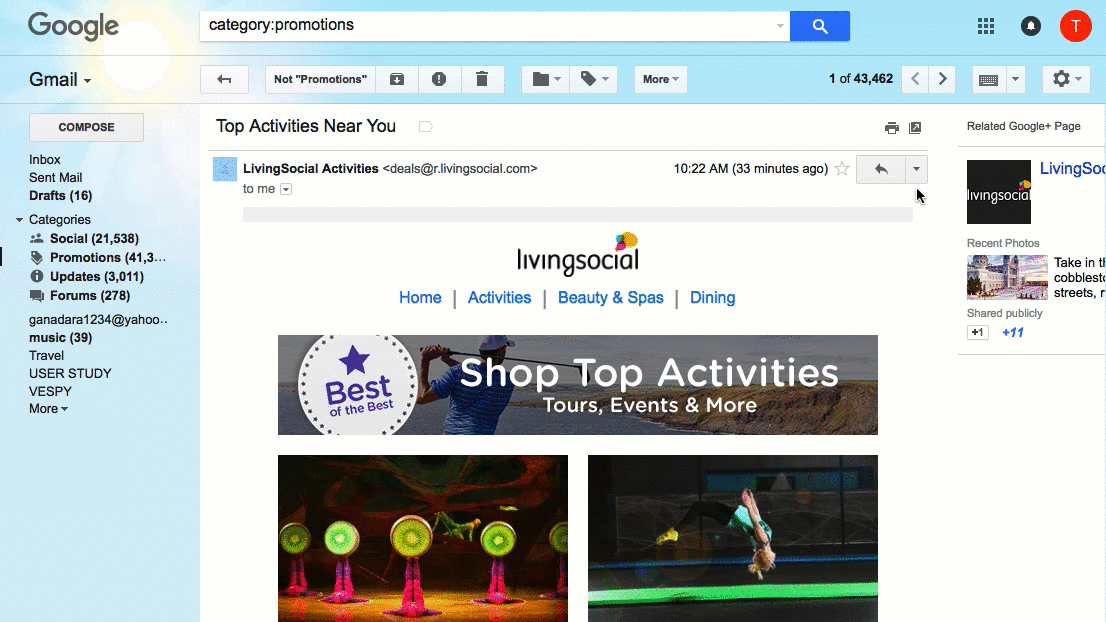 Google
category:promotions
T
Gmail
Not "Promotions"
More
1 of 43,462
COMPOSE
Inbox
Sent Mail
Drafts (16)
Categories
Social (21,538)
Promotions (41,3...
Updates (3,011)
Forums (278)
ganadara1234@yahoo..
music (39)
Travel
USER STUDY
VESPY
More
Top Activities Near You
LivingSocial Activities <deals@r.livingsocial.com>
10:22 AM (33 minutes ago)
to me
livingsocial
Home | Activities | Beauty & Spas | Dining
Best
of the Best
Shop Top Activities
Tours, Events & More
Related Google+ Page
livingsocial
LivingSoc
Recent Photos
Take in th
cobbleston
streets, r
Shared publicly
+1
+11